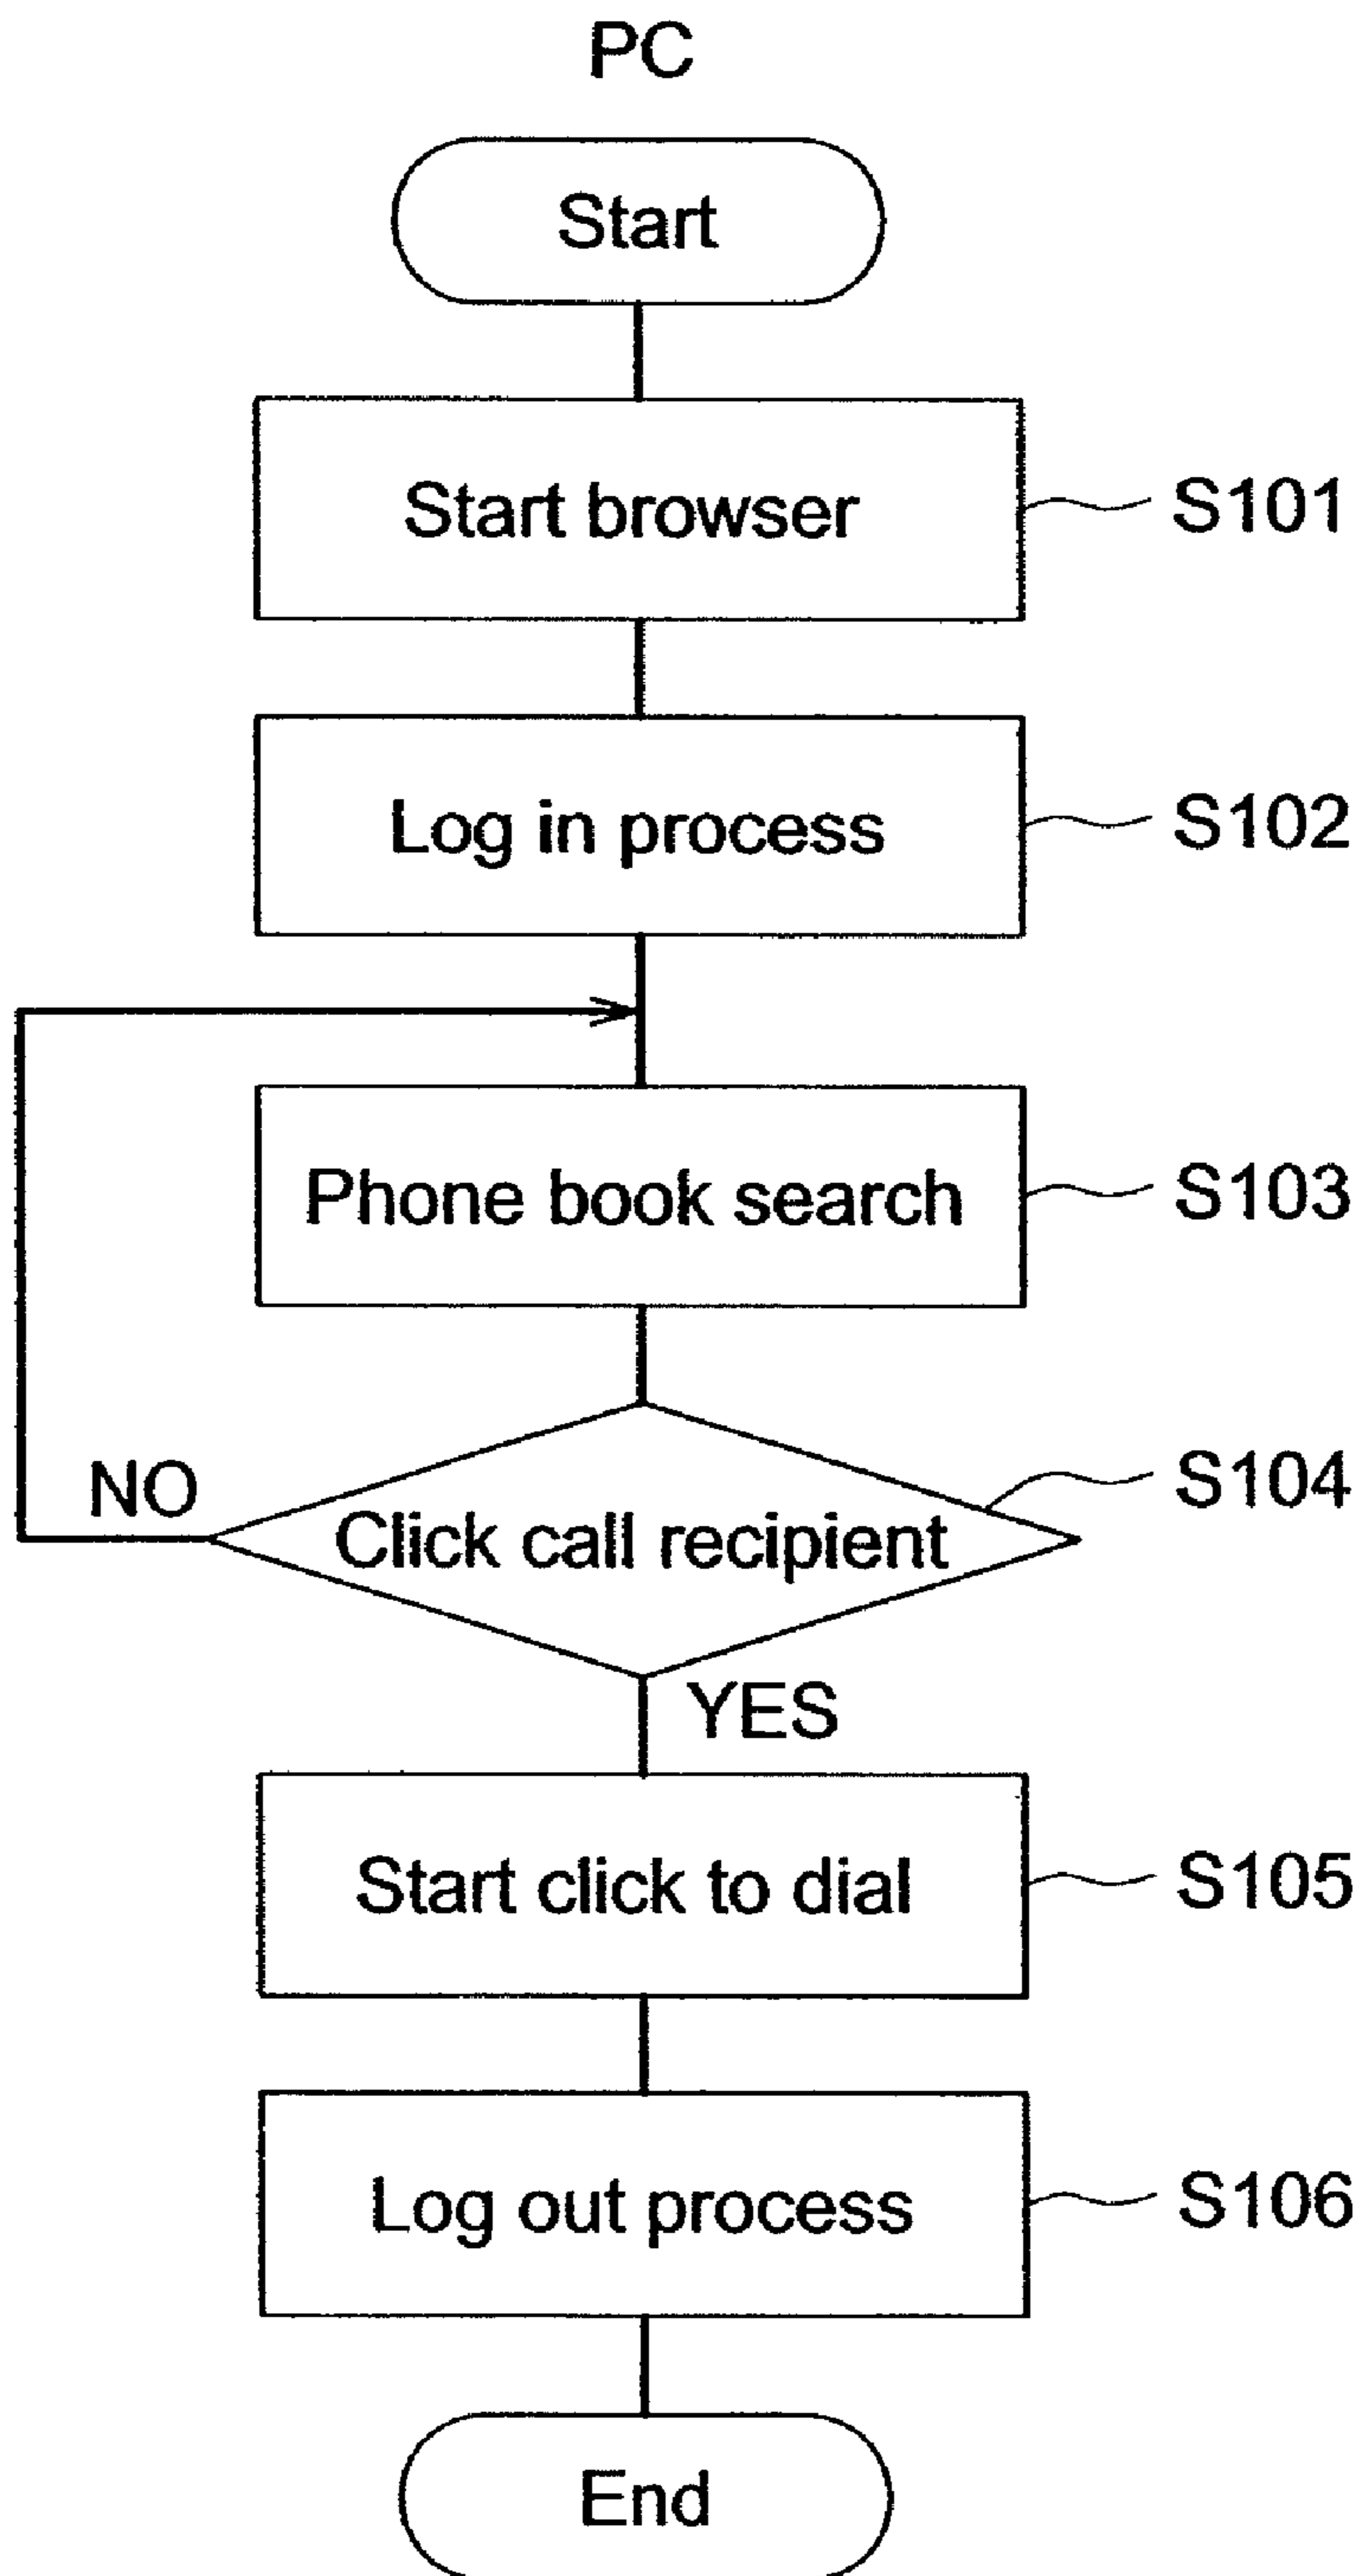 PC
Start
Start browser
S101
Log in process
S102
Phone book search
S103
Click call recipient
S104
NO
YES
Start click to dial
S105
Log out process
S106
End